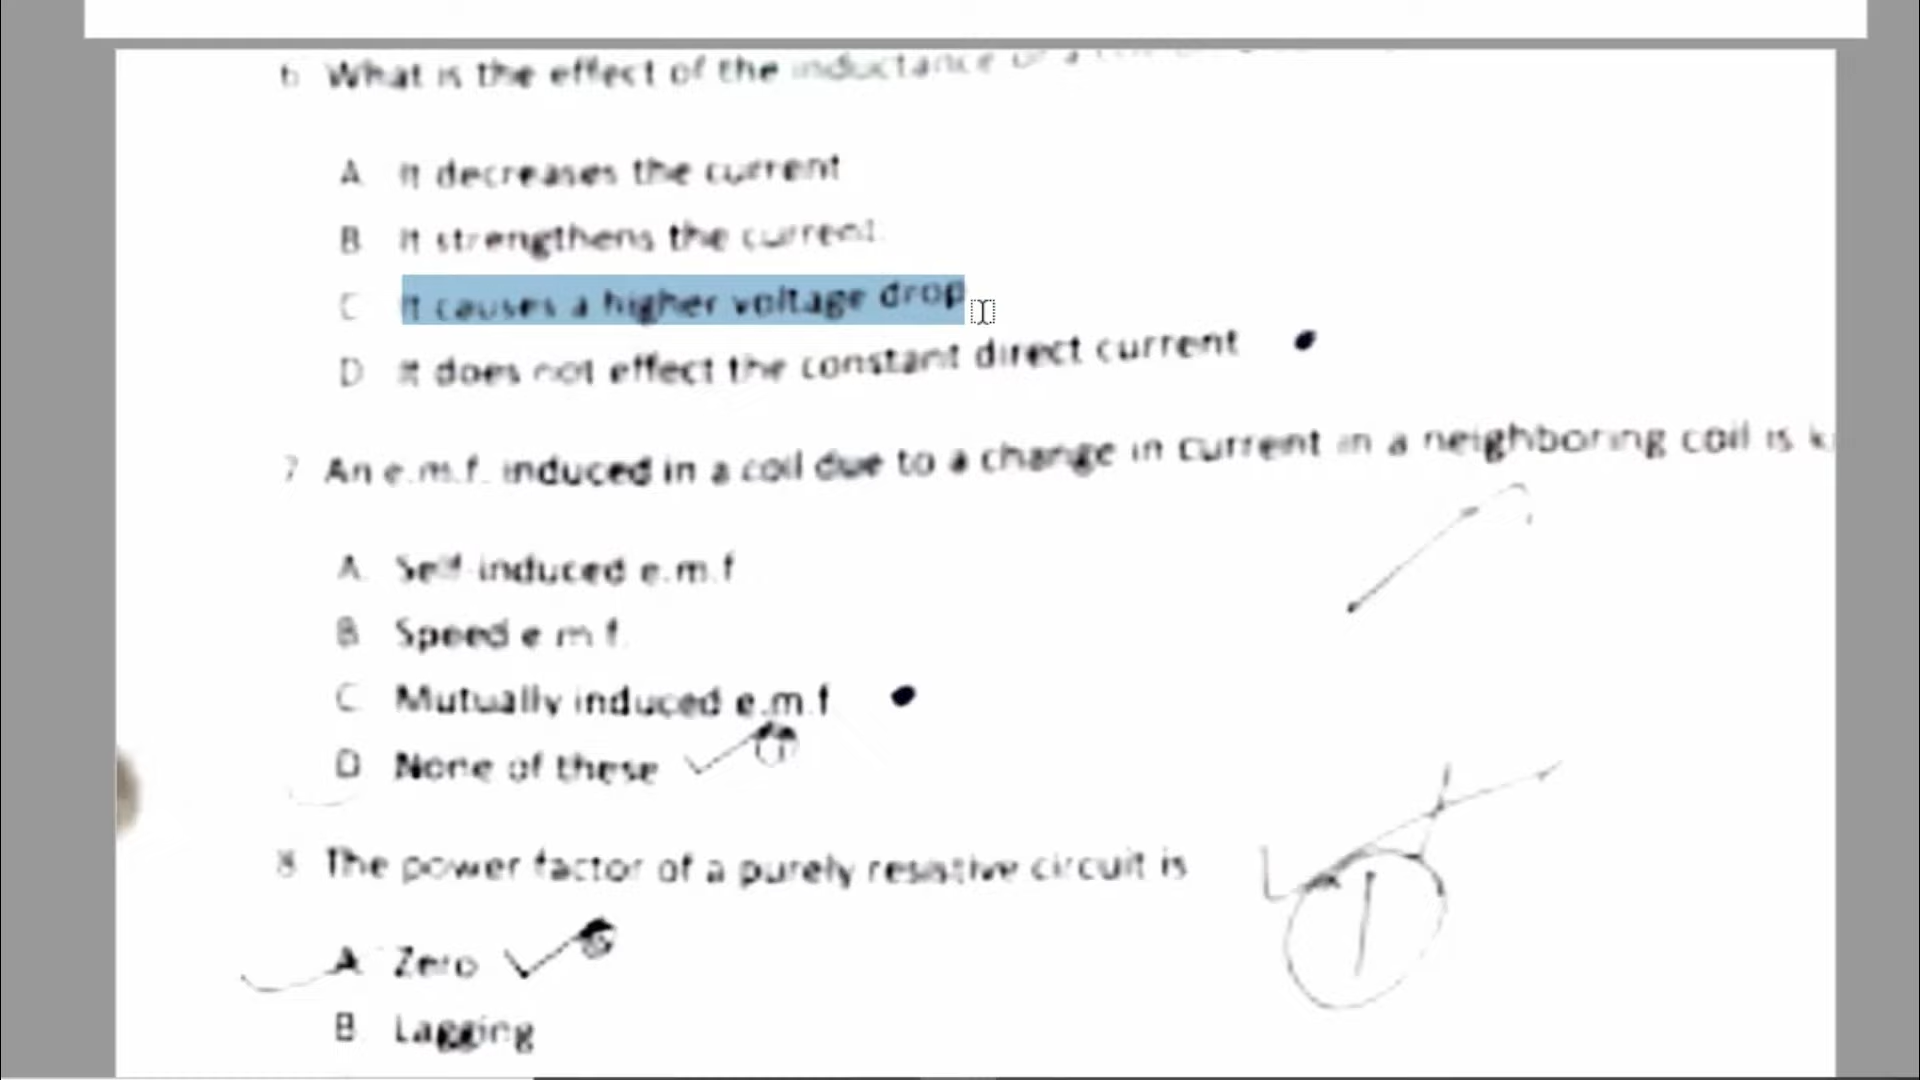 6 What is the effect of the inductance of a
A It decreases the current
B It strengthens the current.
C It causes a higher voltage drop
D It does not effect the constant direct current
7 An e.m.f. induced in a coil due to a change in current in a neighboring coil is
A. Self-induced e.m.f
B Speed e m f.
C Mutually induced e.m.f
D None of these
8 The power factor of a purely resistive circuit is
A Zero
B Lagging